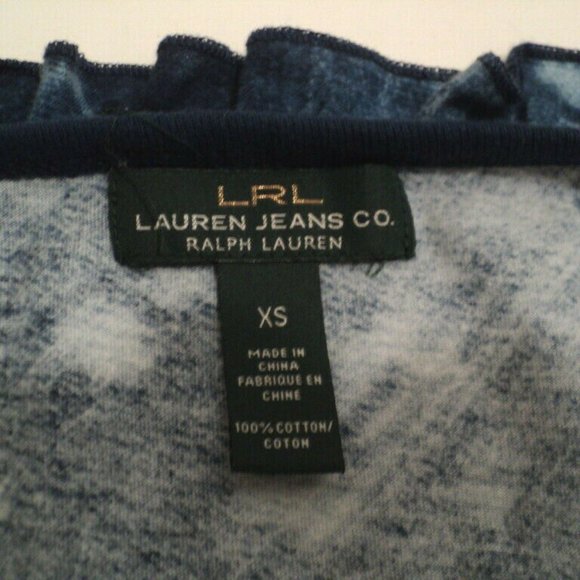 LRL
LAUREN JEANS CO.
RALPH LAUREN
XS
MADE IN
CHINA
FABRIQUE EN
CHINE
100% COTTON/
COTON